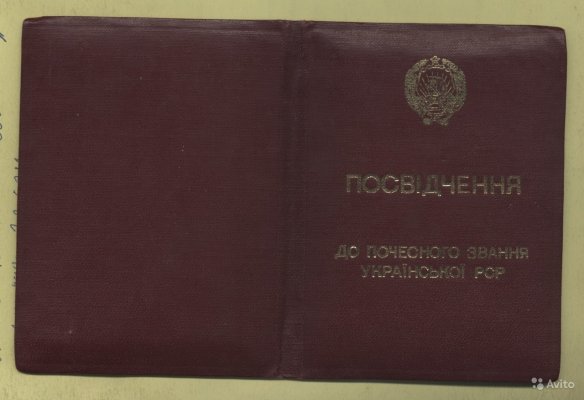 ПОСВІДЧЕННЯ
ДО ПОЧЕСНОГО ЗВАННЯ
УКРАЇНСЬКОЇ РСР
Avito